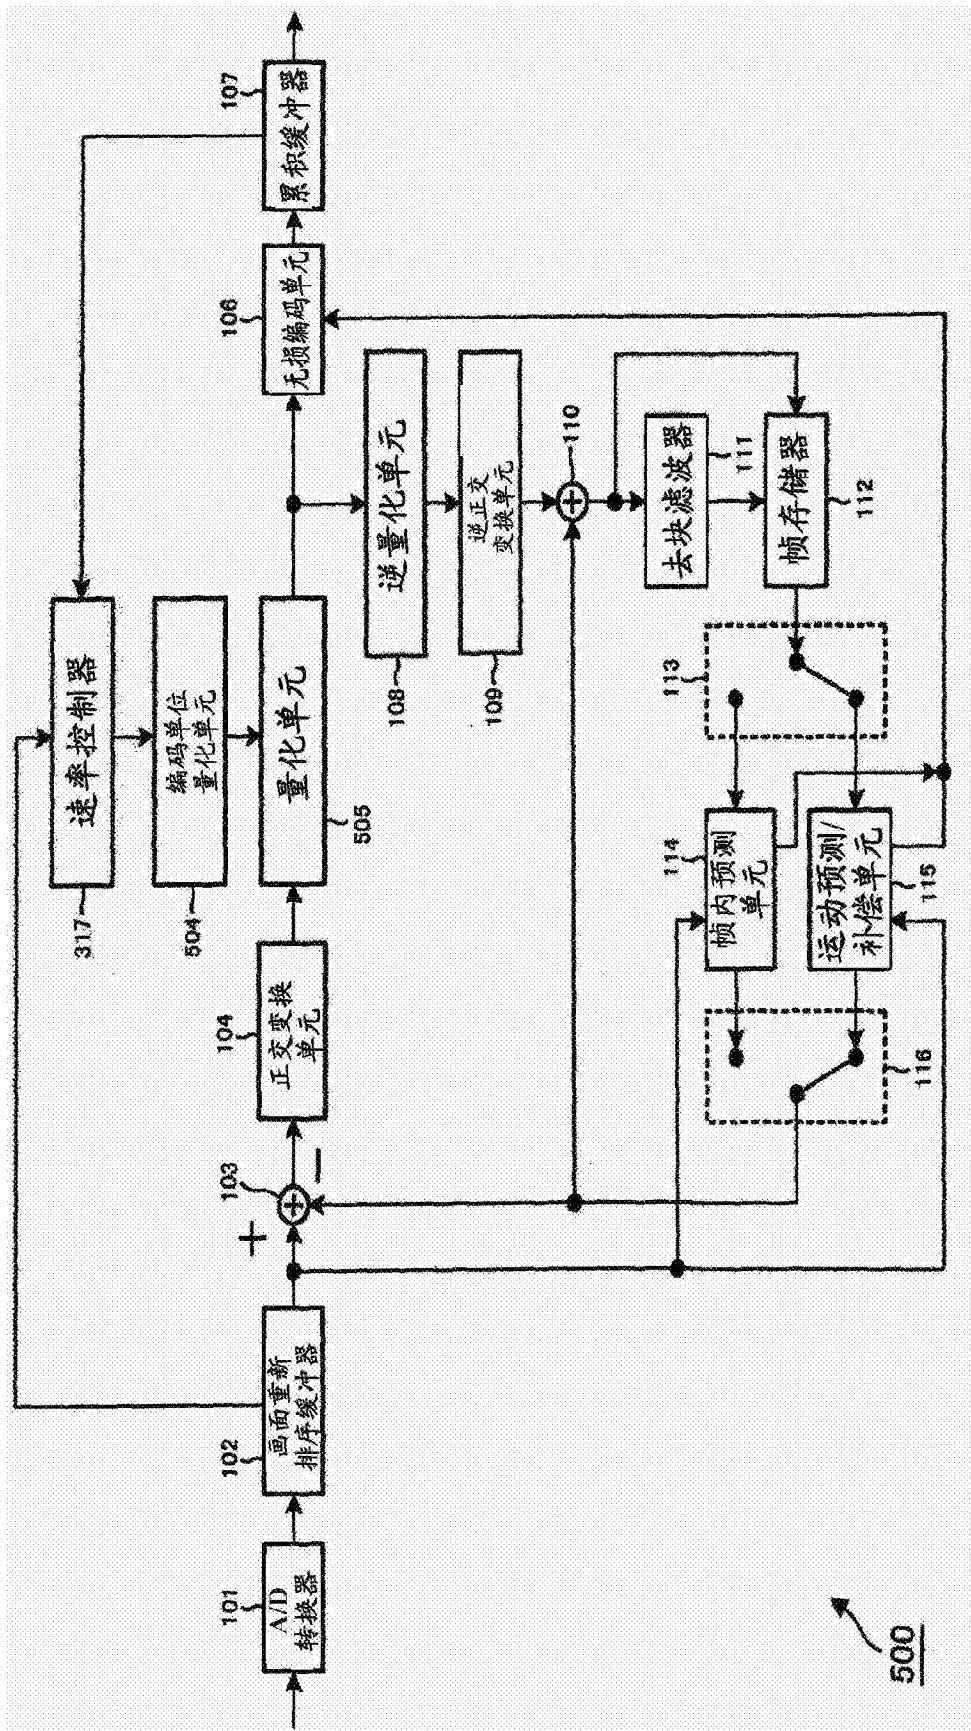 317
速率控制器
504
编码单位
量化单元
101
A/D
转换器
102
画面重新
排序缓冲器
+
103
−
104
正交变换
单元
505
量化单元
106
无损编码单元
107
累积缓冲器
108
逆量化单元
109
逆正交
变换单元
110
去块滤波器
111
帧存储器
112
113
114
帧内预测
单元
运动预测/
补偿单元
115
116
500